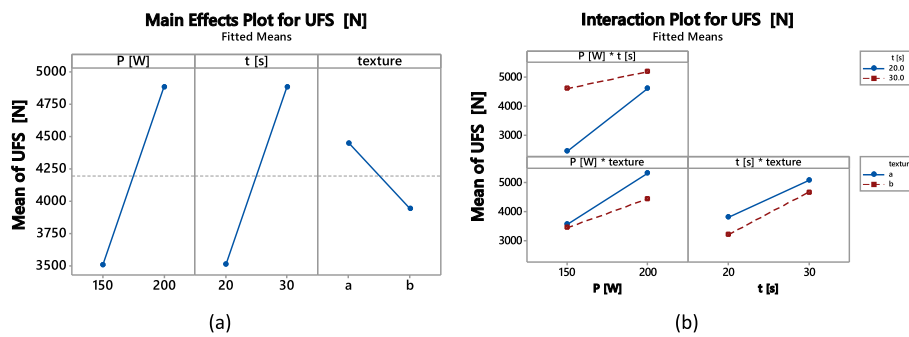 Main Effects Plot for UFS [N]
Fitted Means
P [W] t [s] texture
Mean of UFS [N]
5000
4750
4500
4250
4000
3750
3500
150 200 20 30 a b
(a)
Interaction Plot for UFS [N]
Fitted Means
P [W] * t [s]
t [s]
20.0
30.0
Mean of UFS [N]
5000
4000
3000
P [W] * texture t [s] * texture
textur
a
b
5000
4000
3000
150 200 20 30
P [W] t [s]
(b)